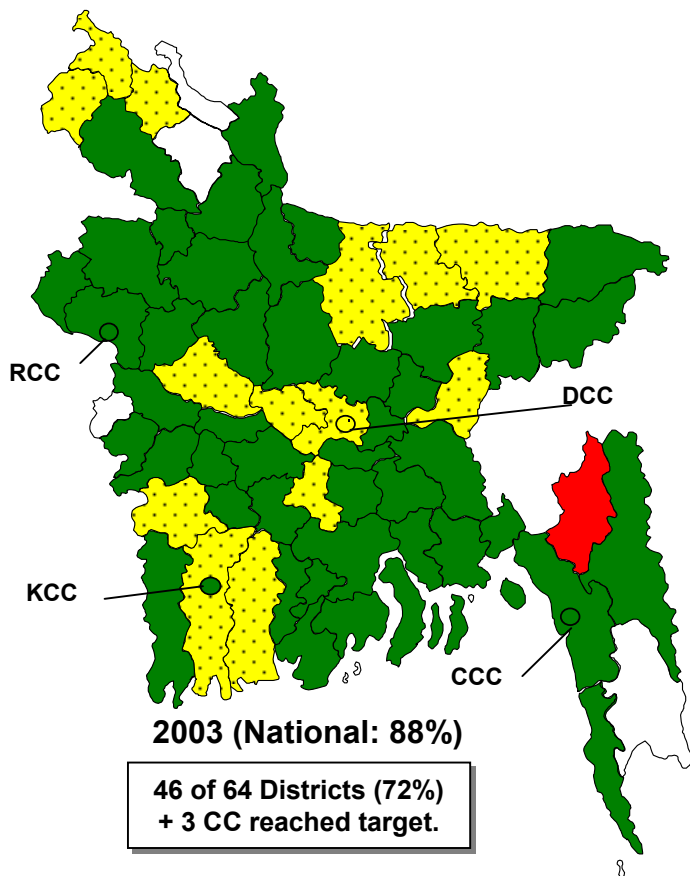 RCC
DCC
KCC
CCC
2003 (National: 88%)
46 of 64 Districts (72%)
+ 3 CC reached target.